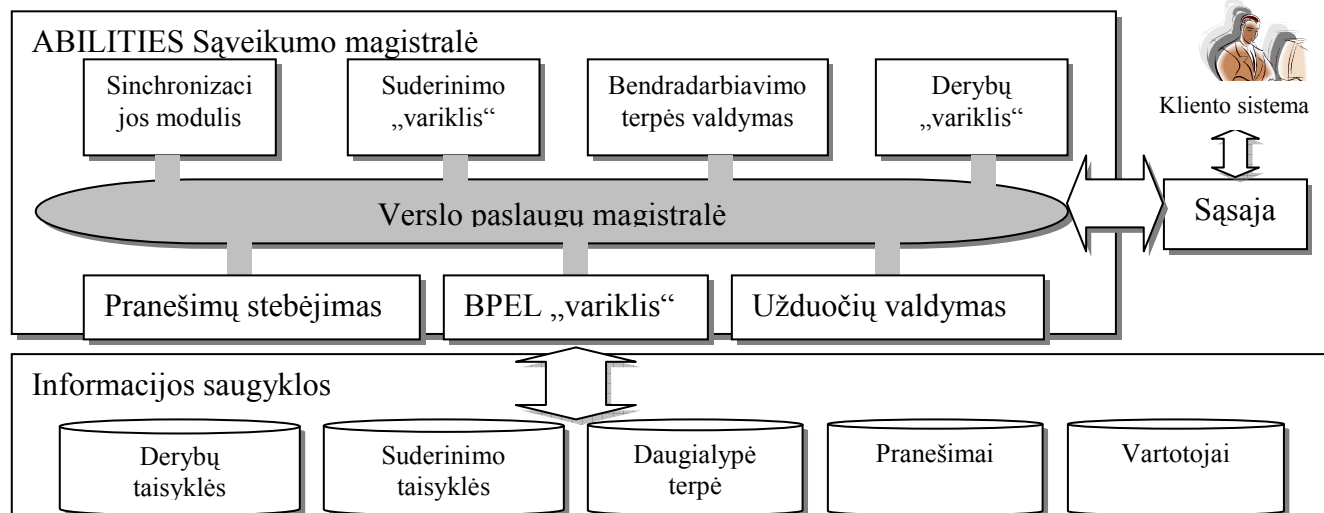 ABILITIES Sąveikumo magistralė
Sinchronizaci
jos modulis
Suderinimo
„variklis“
Bendradarbiavimo
terpės valdymas
Derybų
„variklis“
Kliento sistema
Verslo paslaugų magistralė
Sąsaja
Pranešimų stebėjimas
BPEL „variklis“
Užduočių valdymas
Informacijos saugyklos
Derybų
taisyklės
Suderinimo
taisyklės
Daugialypė
terpė
Pranešimai
Vartotojai